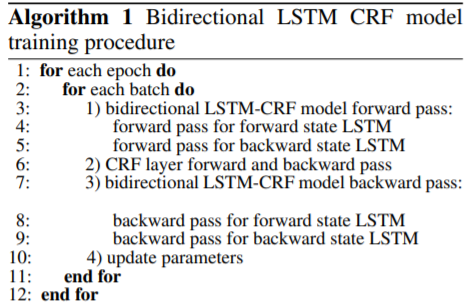 Algorithm 1 Bidirectional LSTM CRF model
training procedure
1: for each epoch do
2: for each batch do
3: 1) bidirectional LSTM-CRF model forward pass:
4: forward pass for forward state LSTM
5: forward pass for backward state LSTM
6: 2) CRF layer forward and backward pass
7: 3) bidirectional LSTM-CRF model backward pass:
8: backward pass for forward state LSTM
9: backward pass for backward state LSTM
10: 4) update parameters
11: end for
12: end for